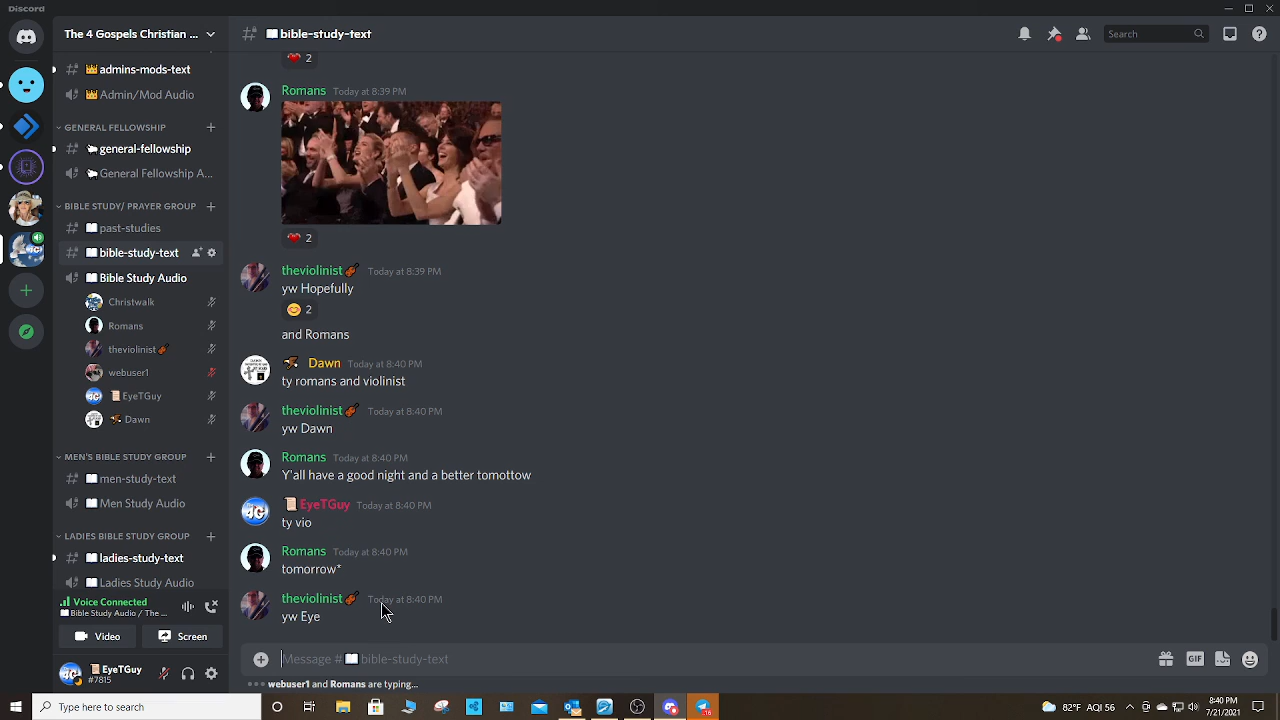 Discord
The 4 Gospels Christian ...
bible-study-text
Search
admins-mods-text
Admin/Mod Audio
GENERAL FELLOWSHIP
general-fellowship
General Fellowship A...
BIBLE STUDY/ PRAYER GROUP
past-studies
bible-study-text
Bible Study Audio
Christwalk
Romans
theviolinist
webuser1
EyeTGuy
Dawn
MEN'S BIBLE STUDY GROUP
men-study-text
Men Study Audio
LADIES BIBLE STUDY GROUP
ladies-study-text
Ladies Study Audio
Voice Connected
Bible Study Audio / The ...
Video
Screen
EyeTGuy
#7815
2
Romans Today at 8:39 PM
2
theviolinist Today at 8:39 PM
yw Hopefully
2
and Romans
Dawn Today at 8:40 PM
ty romans and violinist
theviolinist Today at 8:40 PM
yw Dawn
Romans Today at 8:40 PM
Y'all have a good night and a better tomottow
EyeTGuy Today at 8:40 PM
ty vio
Romans Today at 8:40 PM
tomorrow*
theviolinist Today at 8:40 PM
yw Eye
Message # bible-study-text
GIF
webuser1 and Romans are typing...
Type here to search
82°F AQI 89
8:40 PM
7/21/2021